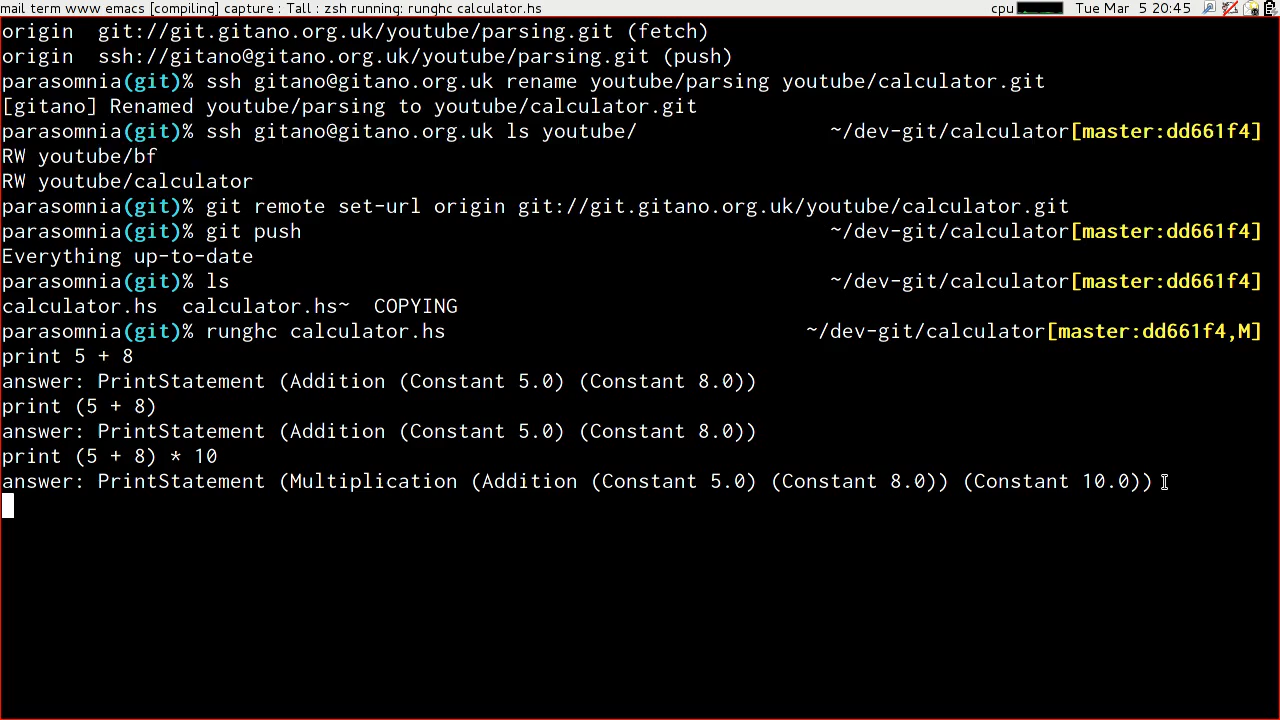 mail term www emacs [compiling] capture : Tall : zsh running: runghc calculator.hs cpu Tue Mar 5 20:45
origin git://git.gitano.org.uk/youtube/parsing.git (fetch)
origin ssh://gitano@gitano.org.uk/youtube/parsing.git (push)
parasomnia(git)% ssh gitano@gitano.org.uk rename youtube/parsing youtube/calculator.git
[gitano] Renamed youtube/parsing to youtube/calculator.git
parasomnia(git)% ssh gitano@gitano.org.uk ls youtube/ ~/dev-git/calculator[master:dd661f4]
RW youtube/bf
RW youtube/calculator
parasomnia(git)% git remote set-url origin git://git.gitano.org.uk/youtube/calculator.git
parasomnia(git)% git push ~/dev-git/calculator[master:dd661f4]
Everything up-to-date
parasomnia(git)% ls ~/dev-git/calculator[master:dd661f4]
calculator.hs calculator.hs~ COPYING
parasomnia(git)% runghc calculator.hs ~/dev-git/calculator[master:dd661f4,M]
print 5 + 8
answer: PrintStatement (Addition (Constant 5.0) (Constant 8.0))
print (5 + 8)
answer: PrintStatement (Addition (Constant 5.0) (Constant 8.0))
print (5 + 8) * 10
answer: PrintStatement (Multiplication (Addition (Constant 5.0) (Constant 8.0)) (Constant 10.0))